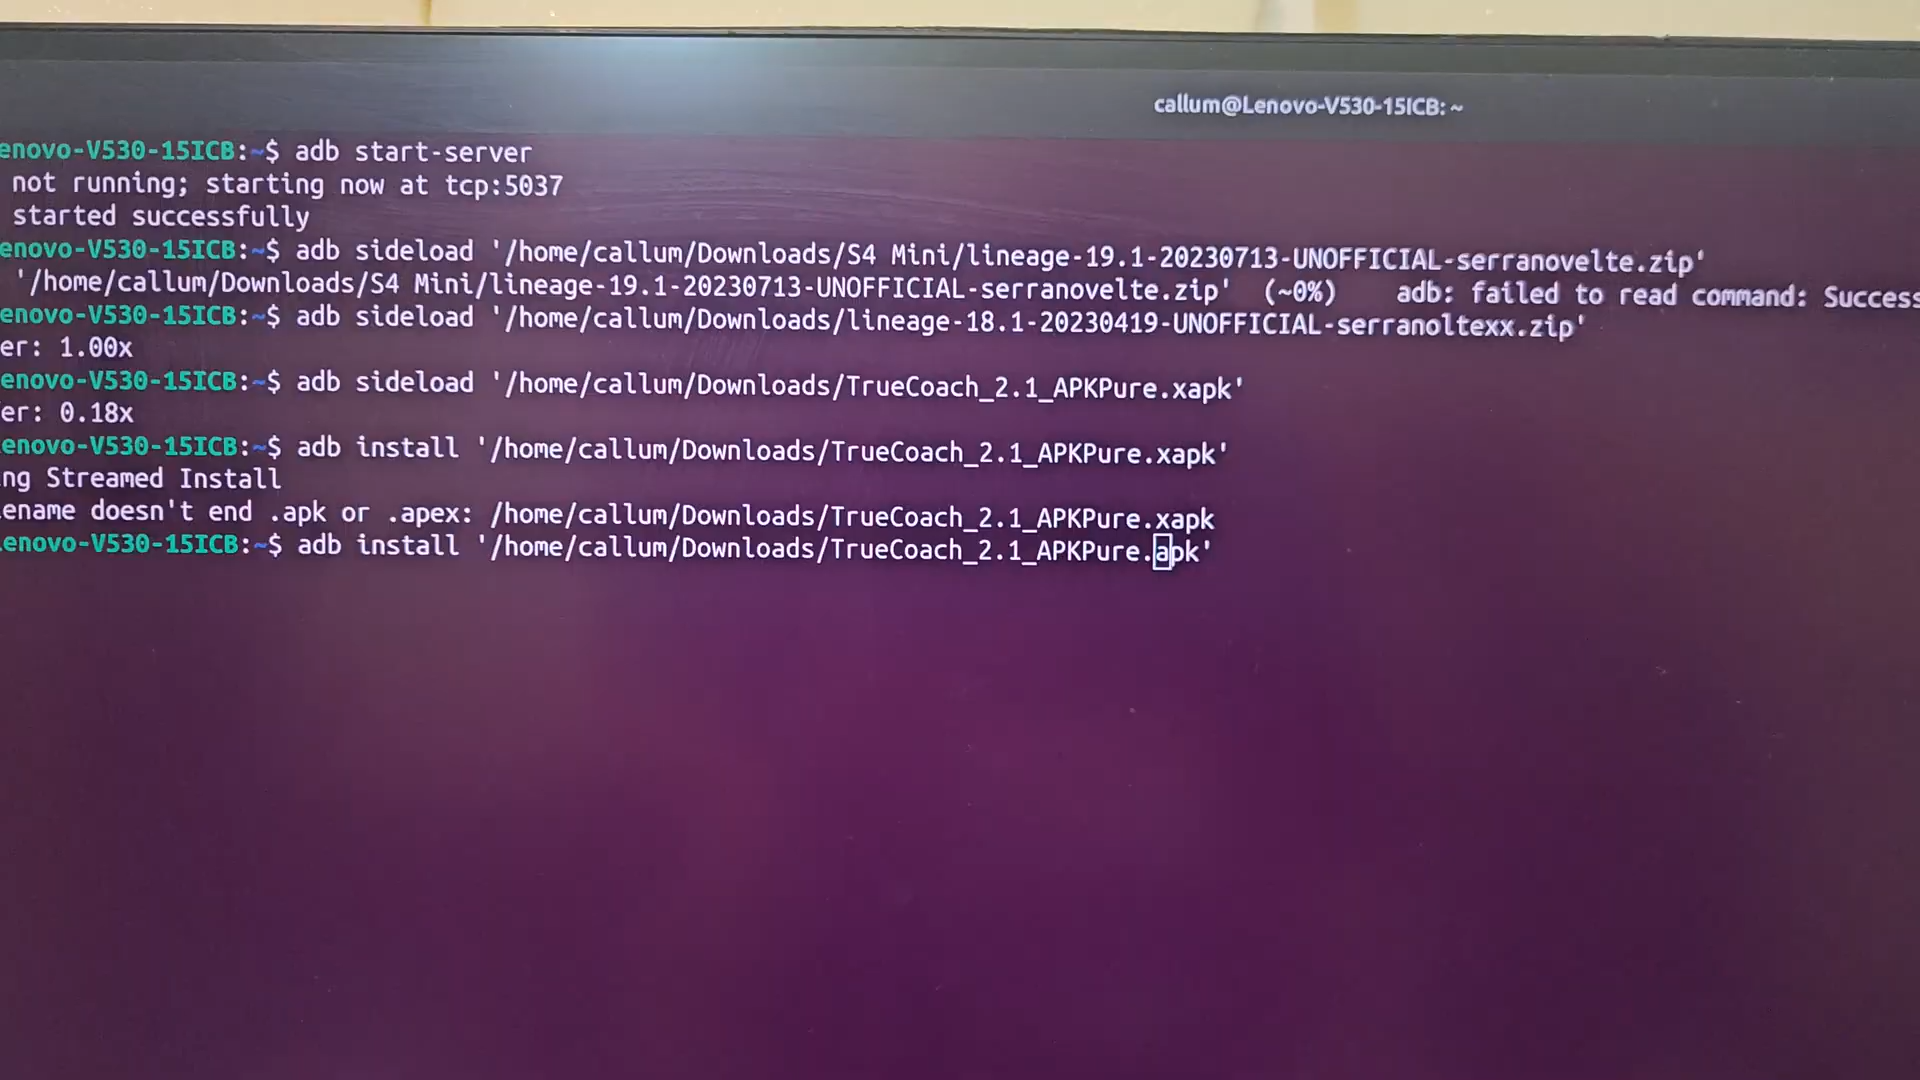 callum@Lenovo-V530-15ICB: ~
enovo-V530-15ICB:~$ adb start-server
not running; starting now at tcp:5037
started successfully
enovo-V530-15ICB:~$ adb sideload '/home/callum/Downloads/S4 Mini/lineage-19.1-20230713-UNOFFICIAL-serranovelte.zip'
'/home/callum/Downloads/S4 Mini/lineage-19.1-20230713-UNOFFICIAL-serranovelte.zip' (~0%) adb: failed to read command: Success
enovo-V530-15ICB:~$ adb sideload '/home/callum/Downloads/lineage-18.1-20230419-UNOFFICIAL-serranoltexx.zip'
er: 1.00x
enovo-V530-15ICB:~$ adb sideload '/home/callum/Downloads/TrueCoach_2.1_APKPure.xapk'
er: 0.18x
enovo-V530-15ICB:~$ adb install '/home/callum/Downloads/TrueCoach_2.1_APKPure.xapk'
ng Streamed Install
ename doesn't end .apk or .apex: /home/callum/Downloads/TrueCoach_2.1_APKPure.xapk
enovo-V530-15ICB:~$ adb install '/home/callum/Downloads/TrueCoach_2.1_APKPure.apk'